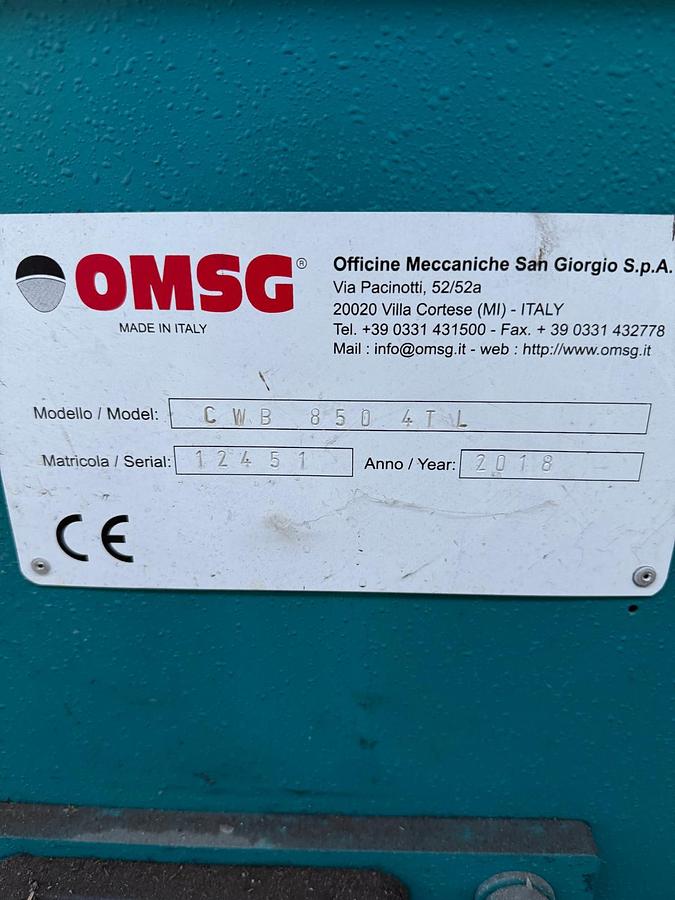 OMSG®
MADE IN ITALY
Officine Meccaniche San Giorgio S.p.A.
Via Pacinotti, 52/52a
20020 Villa Cortese (MI) - ITALY
Tel. +39 0331 431500 - Fax. + 39 0331 432778
Mail : info@omsg.it - web : http://www.omsg.it
Modello / Model: CWB 850 4TL
Matricola / Serial: 12451 Anno / Year: 2018
CE